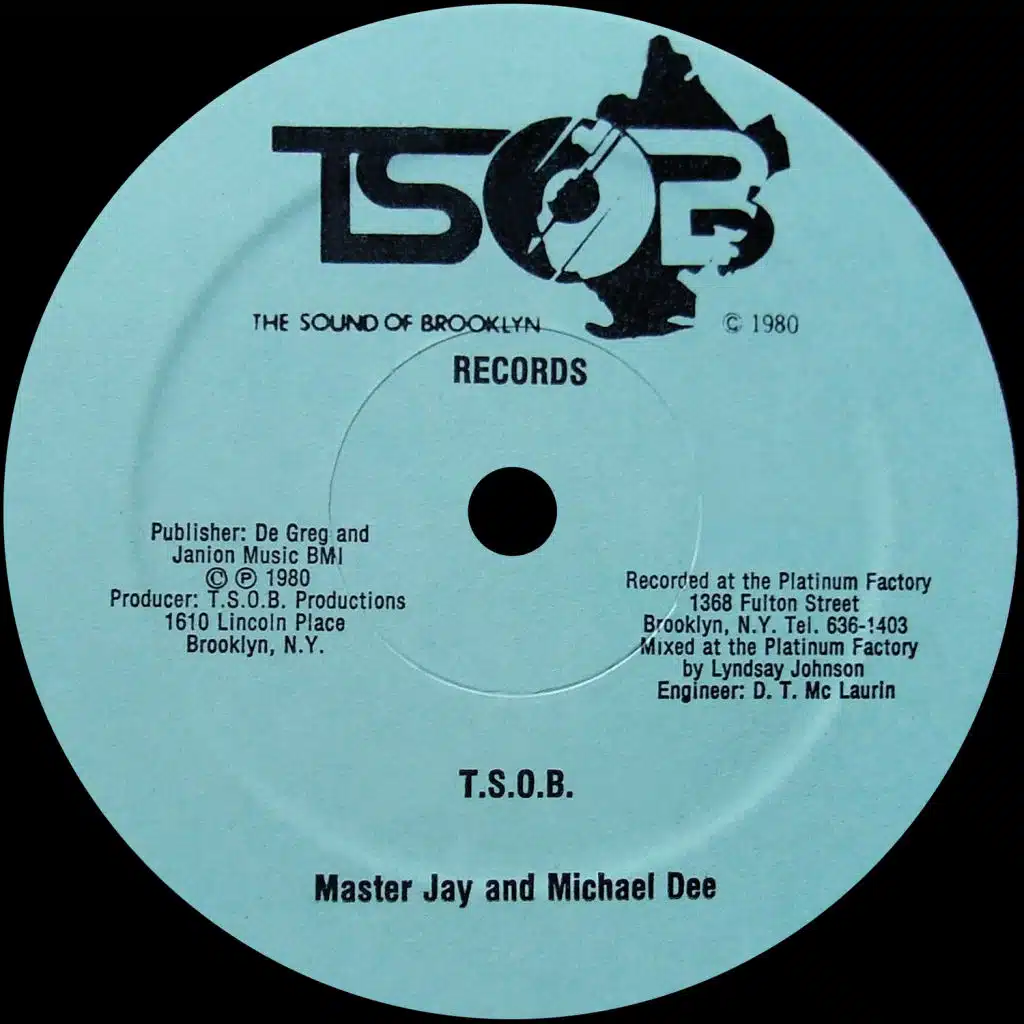 TSOB
THE SOUND OF BROOKLYN
© 1980
RECORDS
Publisher: De Greg and
Janion Music BMI
© ℗ 1980
Producer: T.S.O.B. Productions
1610 Lincoln Place
Brooklyn, N.Y.
Recorded at the Platinum Factory
1368 Fulton Street
Brooklyn, N.Y. Tel. 636-1403
Mixed at the Platinum Factory
by Lyndsay Johnson
Engineer: D. T. Mc Laurin
T.S.O.B.
Master Jay and Michael Dee